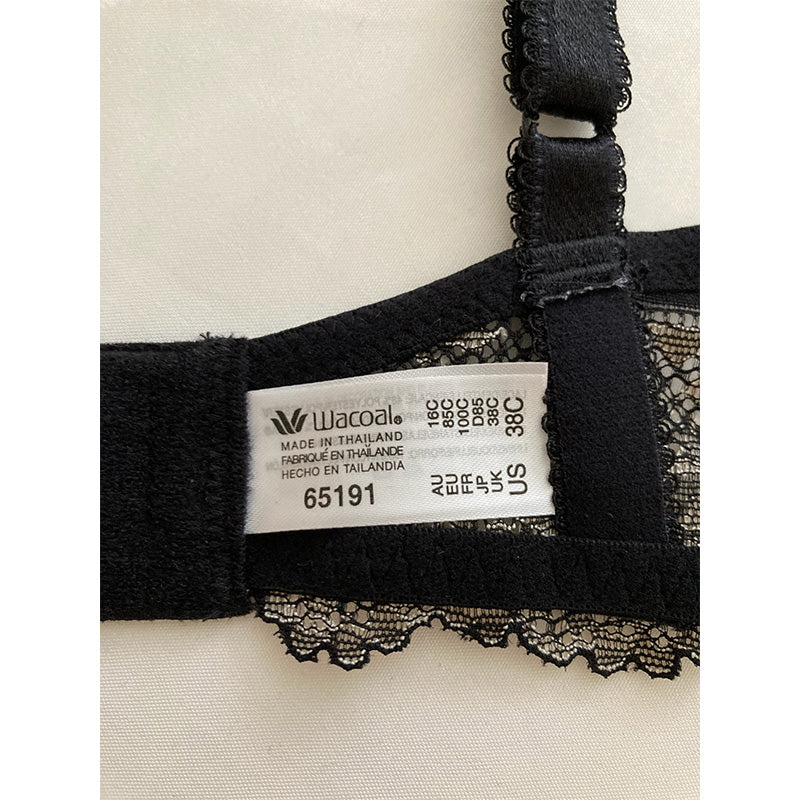 Wacoal®
MADE IN THAILAND
FABRIQUÉ EN THAÏLANDE
HECHO EN TAILANDIA
65191
AU 16C
EU 85C
FR 100C
JP D85
UK 38C
US 38C